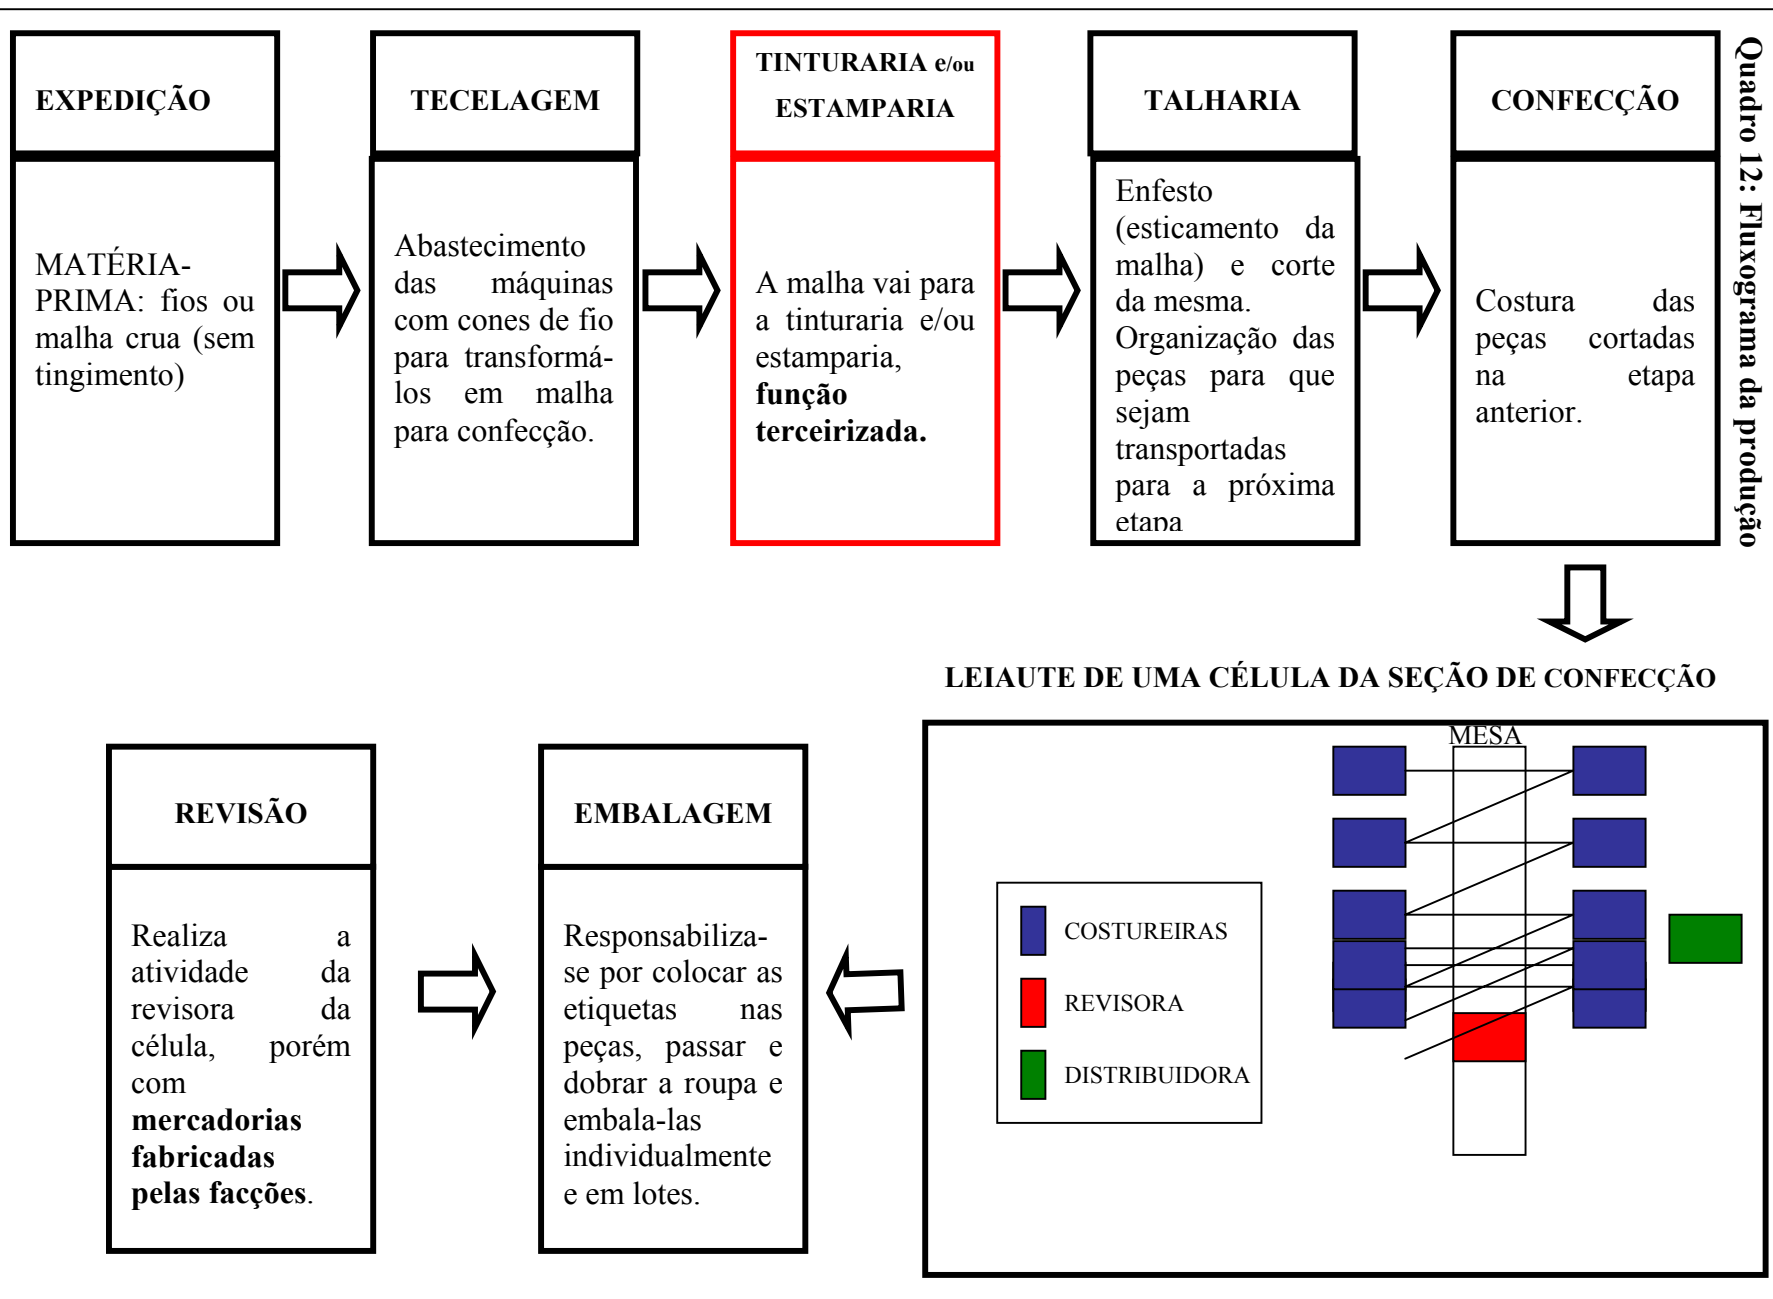 EXPEDIÇÃO
MATÉRIA-
PRIMA: fios ou
malha crua (sem
tingimento)
TECELAGEM
Abastecimento
das máquinas
com cones de fio
para transformá-
los em malha
para confecção.
TINTURARIA e/ou
ESTAMPARIA
A malha vai para
a tinturaria e/ou
estamparia,
função
terceirizada.
TALHARIA
Enfesto
(esticamento da
malha) e corte
da mesma.
Organização das
peças para que
sejam
transportadas
para a próxima
etapa
CONFECÇÃO
Costura das
peças cortadas
na etapa
anterior.
Quadro 12: Fluxograma da produção
LEIAUTE DE UMA CÉLULA DA SEÇÃO DE CONFECÇÃO
MESA
COSTUREIRAS
REVISORA
DISTRIBUIDORA
REVISÃO
Realiza a
atividade da
revisora da
célula, porém
com
mercadorias
fabricadas
pelas facções.
EMBALAGEM
Responsabiliza-
se por colocar as
etiquetas nas
peças, passar e
dobrar a roupa e
embala-las
individualmente
e em lotes.